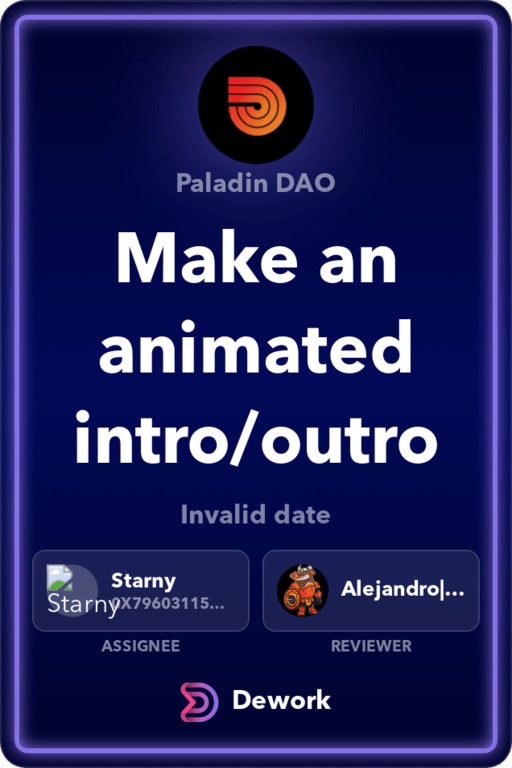 Paladin DAO
Make an
animated
intro/outro
Invalid date
Starny
Starny
0X79603115...
Alejandro|...
ASSIGNEE
REVIEWER
Dework